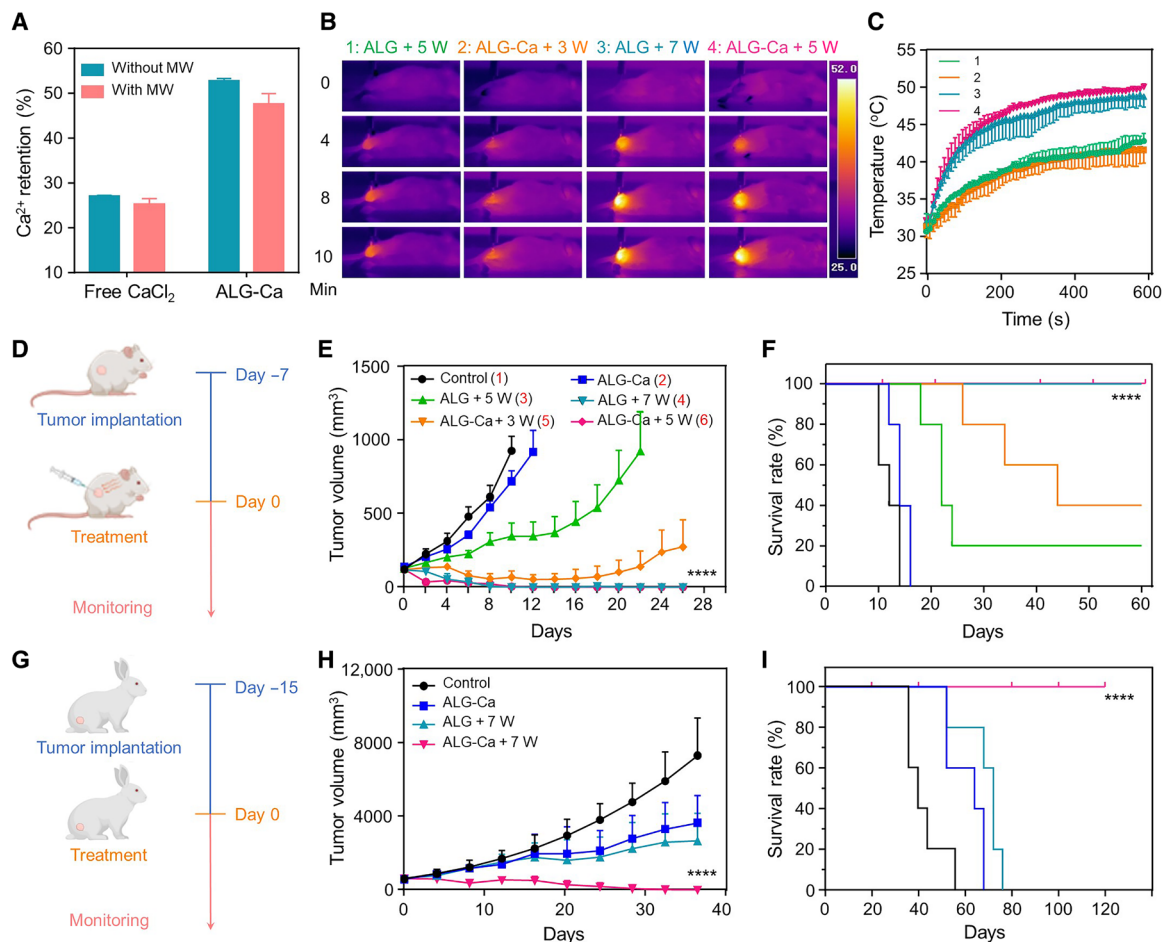 A
60
50
40
30
20
10
Ca²⁺ retention (%)
Without MW
With MW
Free CaCl₂
ALG-Ca
B
1: ALG + 5 W
2: ALG-Ca + 3 W
3: ALG + 7 W
4: ALG-Ca + 5 W
0
4
8
10
Min
52.0
25.0
C
55
50
45
40
35
30
25
Temperature (°C)
1
2
3
4
0
200
400
600
Time (s)
D
Day –7
Tumor implantation
Day 0
Treatment
Monitoring
E
1500
1000
500
0
Tumor volume (mm³)
Control (1)
ALG-Ca (2)
ALG + 5 W (3)
ALG + 7 W (4)
ALG-Ca + 3 W (5)
ALG-Ca + 5 W (6)
****
0
4
8
12
16
20
24
28
Days
F
100
80
60
40
20
0
Survival rate (%)
****
0
10
20
30
40
50
60
Days
G
Day –15
Tumor implantation
Day 0
Treatment
Monitoring
H
12,000
8000
4000
0
Tumor volume (mm³)
Control
ALG-Ca
ALG + 7 W
ALG-Ca + 7 W
****
0
10
20
30
40
Days
I
100
80
60
40
20
0
Survival rate (%)
****
0
20
40
60
80
100
120
Days